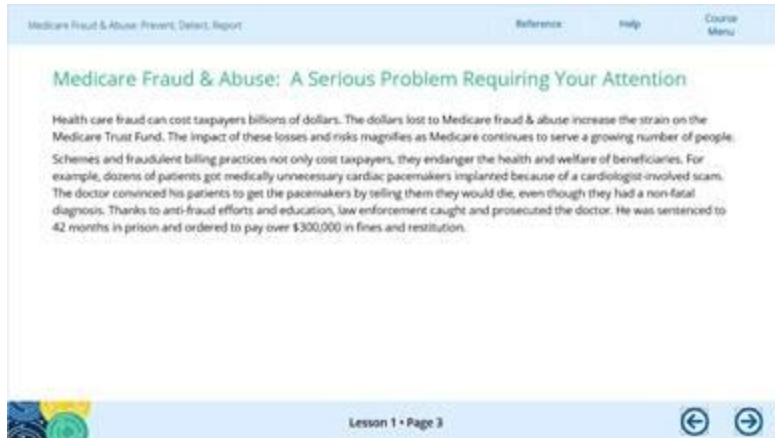 Medicare Fraud & Abuse: Prevent, Detect, Report
Reference
Help
Course
Menu
Medicare Fraud & Abuse: A Serious Problem Requiring Your Attention
Health care fraud can cost taxpayers billions of dollars. The dollars lost to Medicare fraud & abuse increase the strain on the
Medicare Trust Fund. The impact of these losses and risks magnifies as Medicare continues to serve a growing number of people.
Schemes and fraudulent billing practices not only cost taxpayers, they endanger the health and welfare of beneficiaries. For
example, dozens of patients got medically unnecessary cardiac pacemakers implanted because of a cardiologist-involved scam.
The doctor convinced his patients to get the pacemakers by telling them they would die, even though they had a non-fatal
diagnosis. Thanks to anti-fraud efforts and education, law enforcement caught and prosecuted the doctor. He was sentenced to
42 months in prison and ordered to pay over $300,000 in fines and restitution.
Lesson 1 • Page 3